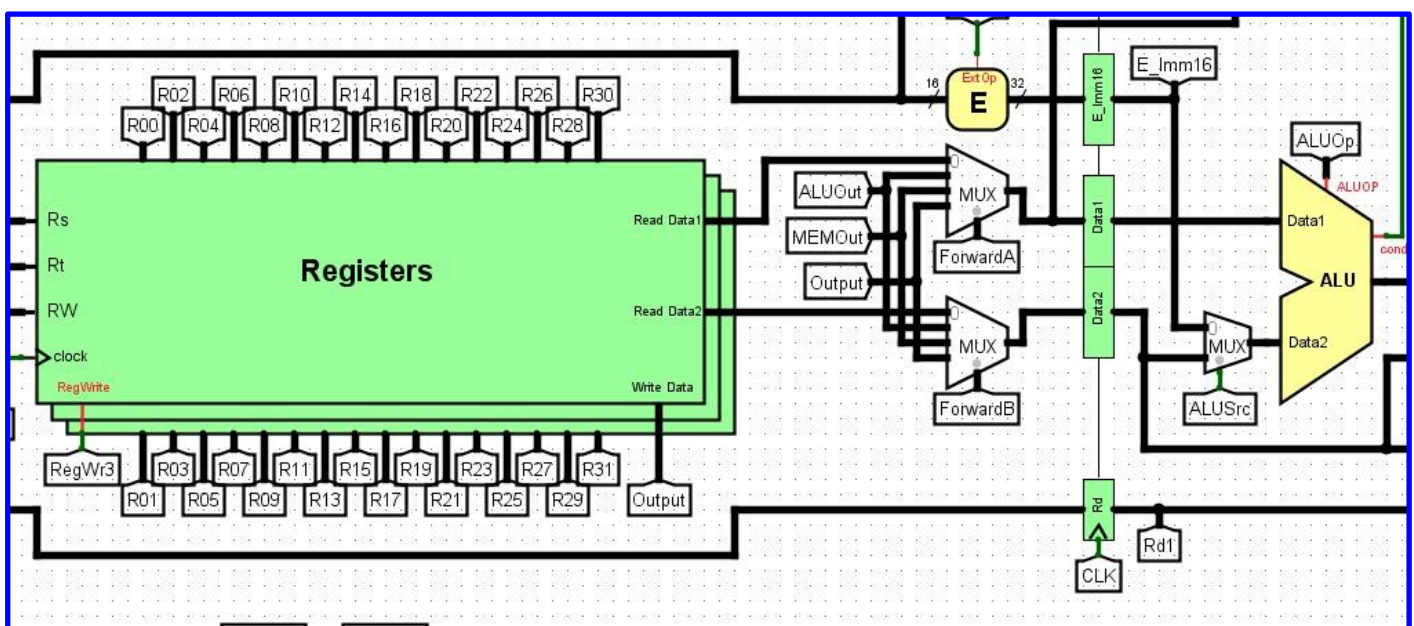 R02 R06 R10 R14 R18 R22 R26 R30
R00 R04 R08 R12 R16 R20 R24 R28
Rs
Rt
RW
clock
RegWrite
Registers
Read Data1
Read Data2
Write Data
RegWr3
R03 R07 R11 R15 R19 R23 R27 R31
R01 R05 R09 R13 R17 R21 R25 R29
Output
16
ExtOp
32
E
E_Imm16
E_Imm16
ALUOut
MEMOut
Output
MUX
ForwardA
MUX
ForwardB
0
0
Data1
Data2
Rd
CLK
Rd1
0
MUX
ALUSrc
ALUOp
ALUOP
Data1
ALU
Data2
cond